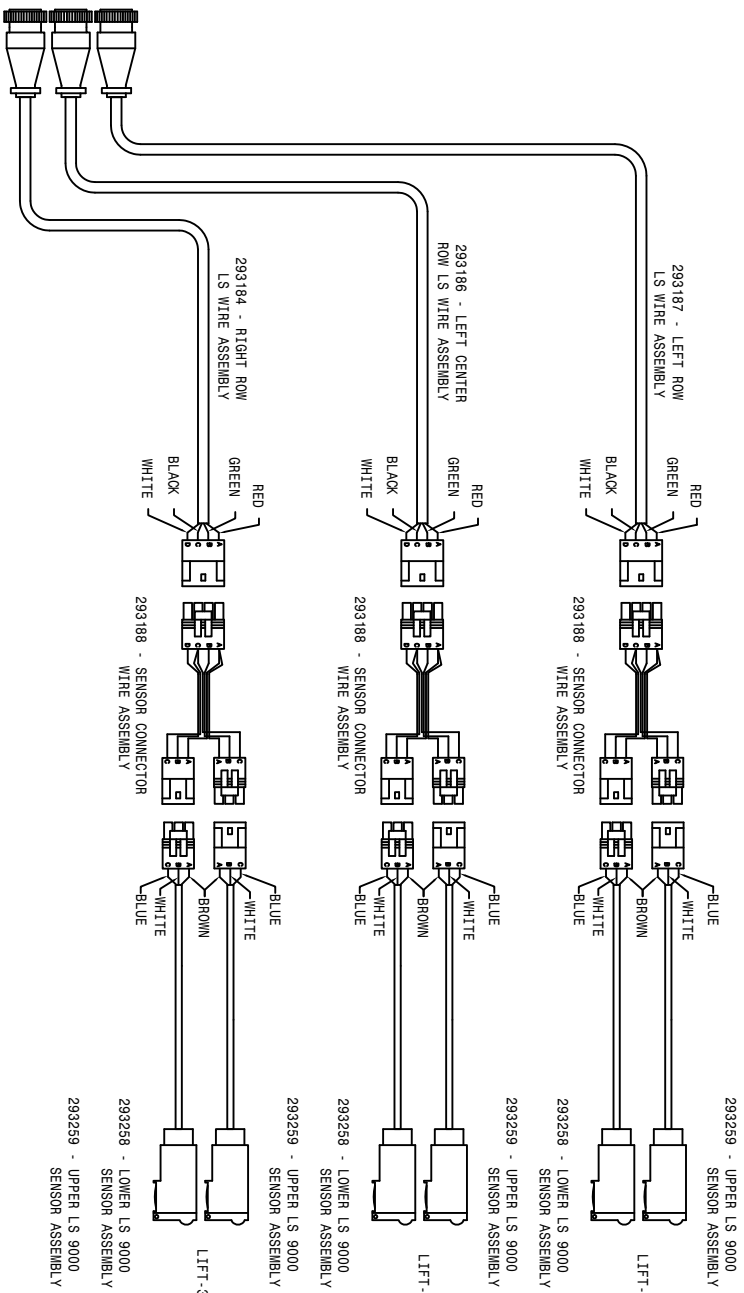 293187 - LEFT ROW
LS WIRE ASSEMBLY
RED
GREEN
BLACK
WHITE
A
B
C
D
A
B
C
D
293188 - SENSOR CONNECTOR
WIRE ASSEMBLY
C
B
A
A
B
C
C
B
A
A
B
C
BLUE
WHITE
BROWN
WHITE
BLUE
293259 - UPPER LS 9000
SENSOR ASSEMBLY
LIFT-
293258 - LOWER LS 9000
SENSOR ASSEMBLY
293186 - LEFT CENTER
ROW LS WIRE ASSEMBLY
RED
GREEN
BLACK
WHITE
A
B
C
D
A
B
C
D
293188 - SENSOR CONNECTOR
WIRE ASSEMBLY
C
B
A
A
B
C
C
B
A
A
B
C
BLUE
WHITE
BROWN
WHITE
BLUE
293259 - UPPER LS 9000
SENSOR ASSEMBLY
LIFT-
293258 - LOWER LS 9000
SENSOR ASSEMBLY
293184 - RIGHT ROW
LS WIRE ASSEMBLY
RED
GREEN
BLACK
WHITE
A
B
C
D
A
B
C
D
293188 - SENSOR CONNECTOR
WIRE ASSEMBLY
C
B
A
A
B
C
C
B
A
A
B
C
BLUE
WHITE
BROWN
WHITE
BLUE
293259 - UPPER LS 9000
SENSOR ASSEMBLY
293258 - LOWER LS 9000
SENSOR ASSEMBLY
293259 - UPPER LS 9000
SENSOR ASSEMBLY